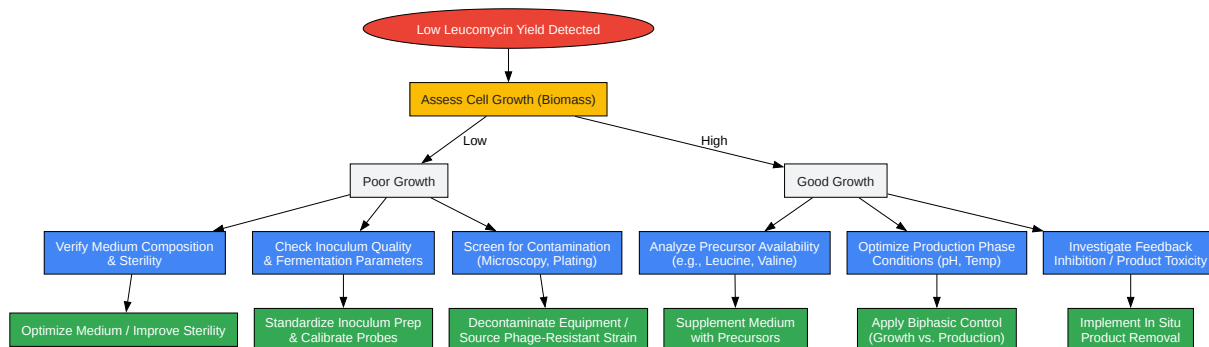 Low Leucomycin Yield Detected
Assess Cell Growth (Biomass)
Low
High
Poor Growth
Good Growth
Verify Medium Composition
& Sterility
Check Inoculum Quality
& Fermentation Parameters
Screen for Contamination
(Microscopy, Plating)
Analyze Precursor Availability
(e.g., Leucine, Valine)
Optimize Production Phase
Conditions (pH, Temp)
Investigate Feedback
Inhibition / Product Toxicity
Optimize Medium / Improve Sterility
Standardize Inoculum Prep
& Calibrate Probes
Decontaminate Equipment /
Source Phage-Resistant Strain
Supplement Medium
with Precursors
Apply Biphasic Control
(Growth vs. Production)
Implement In Situ
Product Removal